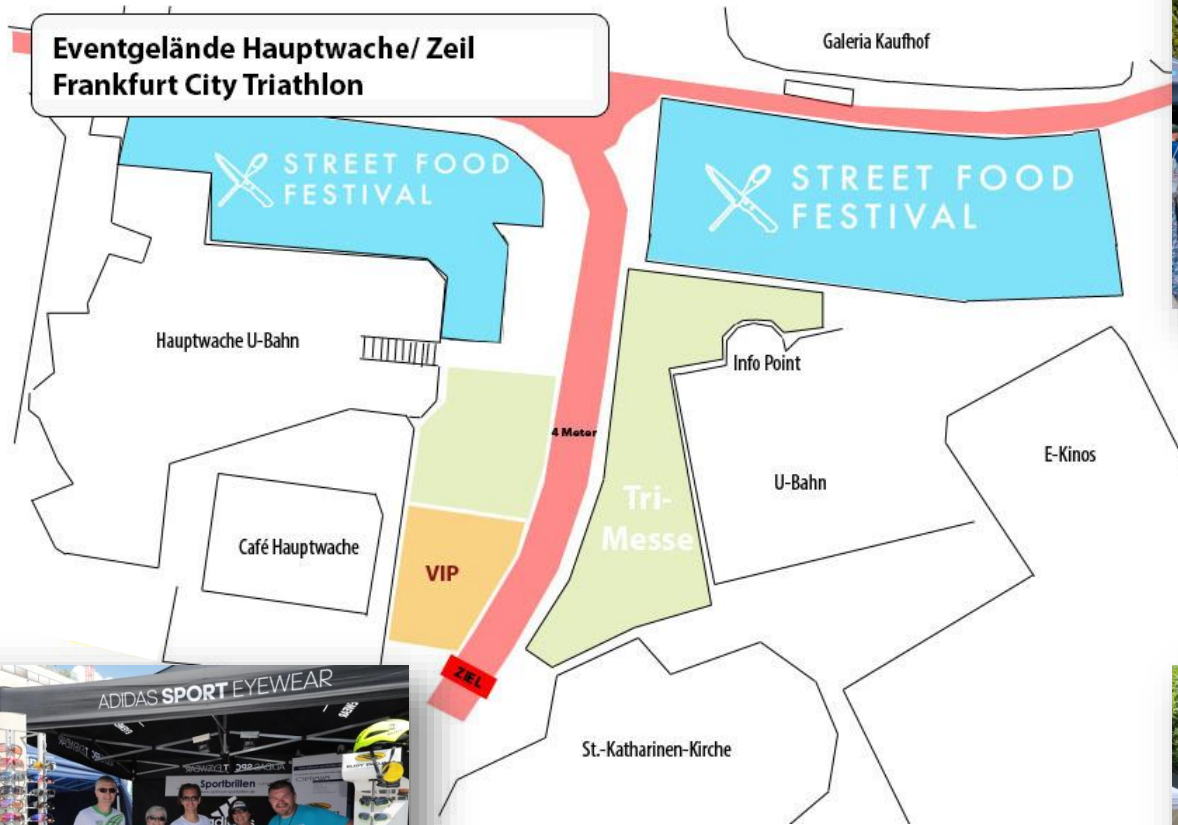 Eventgelände Hauptwache/ Zeil
Frankfurt City Triathlon
Galeria Kaufhof
STREET FOOD
FESTIVAL
STREET FOOD
FESTIVAL
Hauptwache U-Bahn
Info Point
4 Meter
E-Kinos
U-Bahn
Tri-
Messe
Café Hauptwache
VIP
ZIEL
St.-Katharinen-Kirche
ADIDAS SPORT EYEWEAR
Sportbrillen